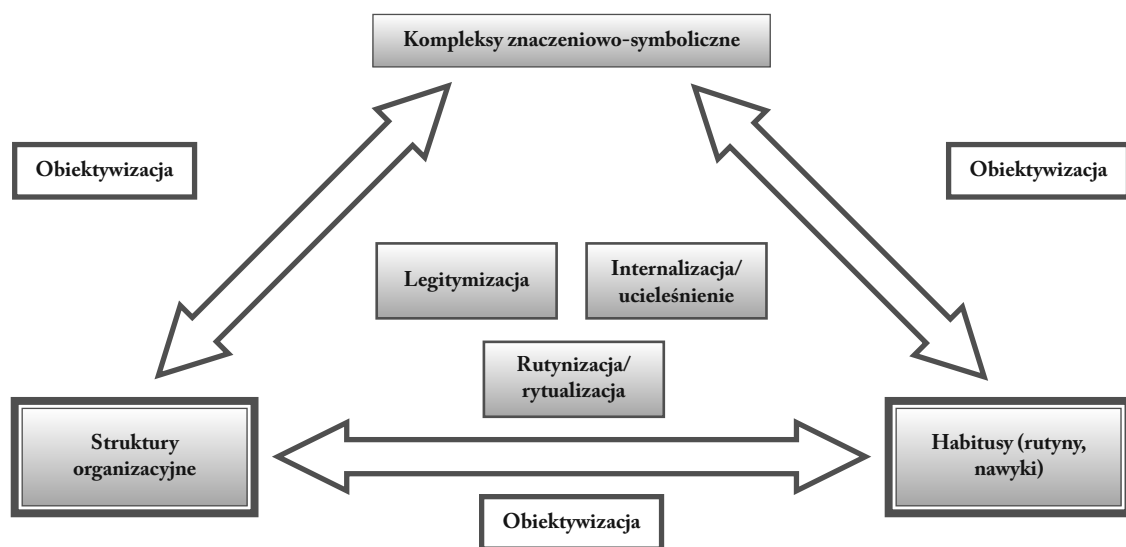 Kompleksy znaczeniowo-symboliczne
Obiektywizacja
Obiektywizacja
Legitymizacja
Internalizacja/
ucieleśnienie
Rutynizacja/
rytualizacja
Struktury
organizacyjne
Habitusy (rutyny,
nawyki)
Obiektywizacja